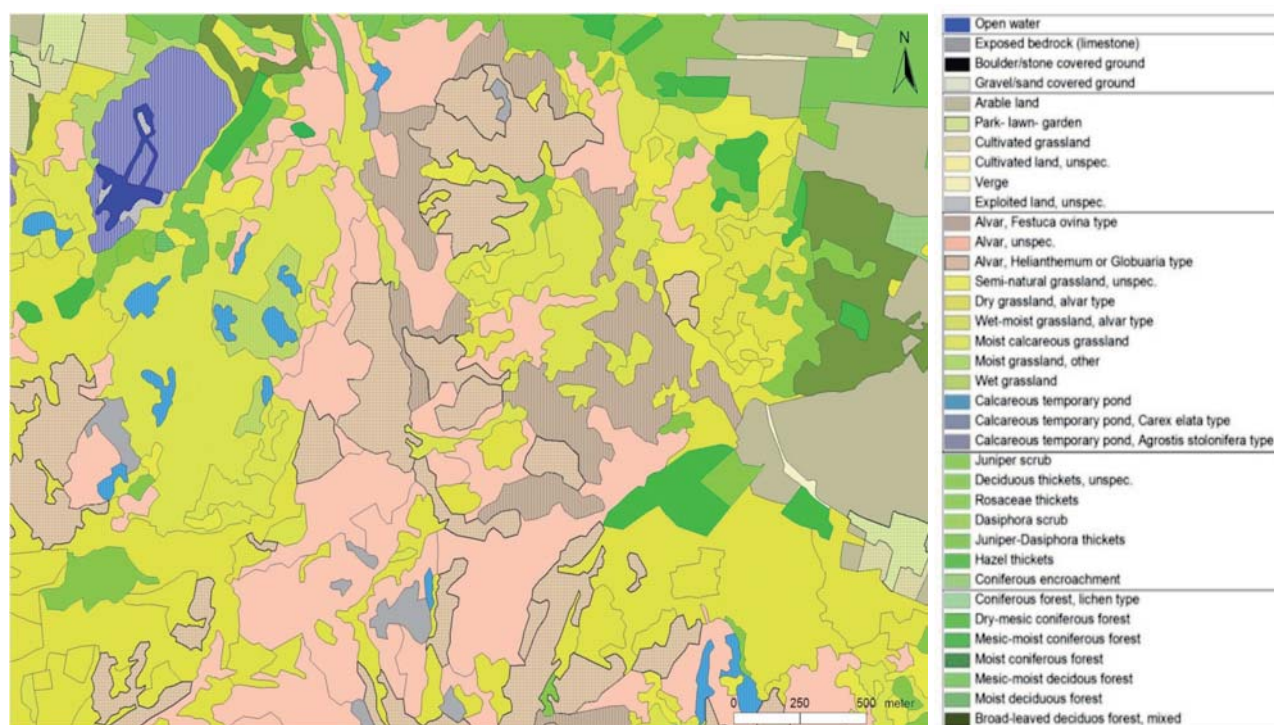 N
0 250 500
meter
Open water
Exposed bedrock (limestone)
Boulder/stone covered ground
Gravel/sand covered ground
Arable land
Park- lawn- garden
Cultivated grassland
Cultivated land, unspec.
Verge
Exploited land, unspec.
Alvar, Festuca ovina type
Alvar, unspec.
Alvar, Helianthemum or Globuaria type
Semi-natural grassland, unspec.
Dry grassland, alvar type
Wet-moist grassland, alvar type
Moist calcareous grassland
Moist grassland, other
Wet grassland
Calcareous temporary pond
Calcareous temporary pond, Carex elata type
Calcareous temporary pond, Agrostis stolonifera type
Juniper scrub
Deciduous thickets, unspec.
Rosaceae thickets
Dasiphora scrub
Juniper-Dasiphora thickets
Hazel thickets
Coniferous encroachment
Coniferous forest, lichen type
Dry-mesic coniferous forest
Mesic-moist coniferous forest
Moist coniferous forest
Mesic-moist decidous forest
Moist deciduous forest
Broad-leaved deciduos forest, mixed